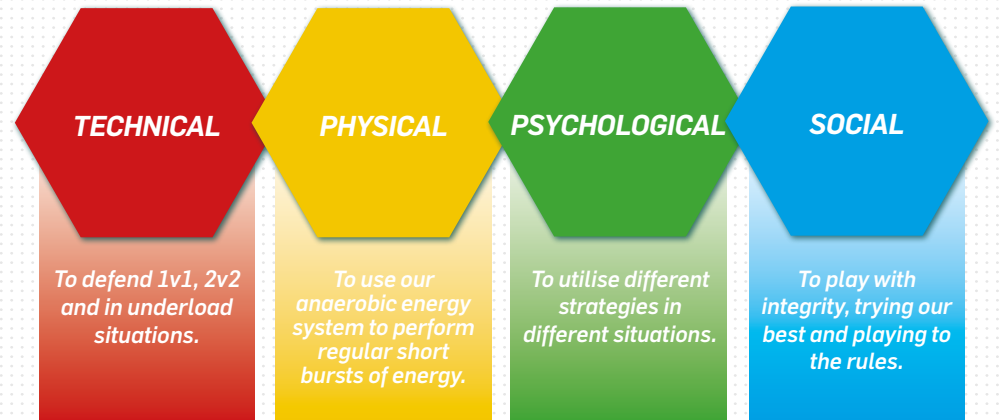 TECHNICAL
To defend 1v1, 2v2
and in underload
situations.
PHYSICAL
To use our
anaerobic energy
system to perform
regular short
bursts of energy.
PSYCHOLOGICAL
To utilise different
strategies in
different situations.
SOCIAL
To play with
integrity, trying our
best and playing to
the rules.